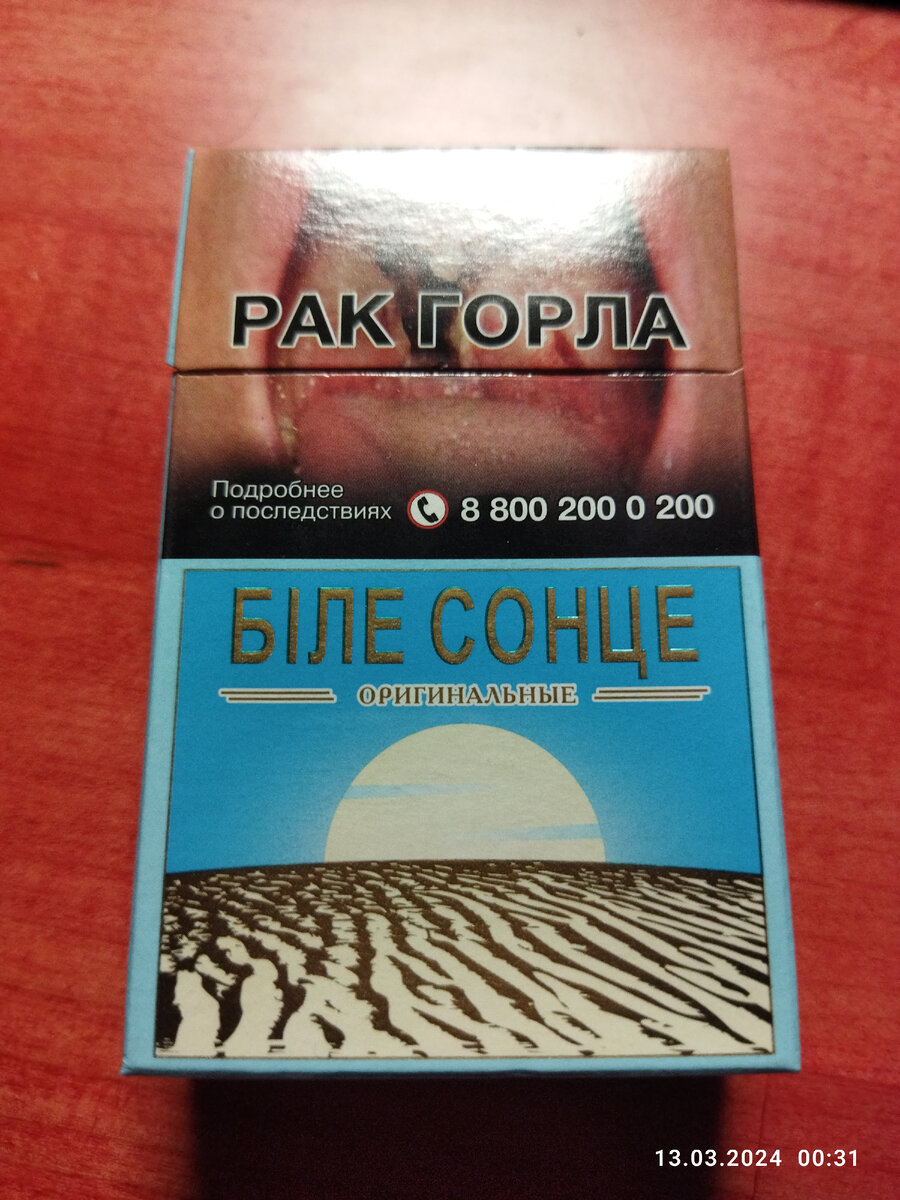 РАК ГОРЛА
Подробнее
о последствиях 8 800 200 0 200
БІЛЕ СОНЦЕ
ОРИГИНАЛЬНЫЕ
13.03.2024 00:31